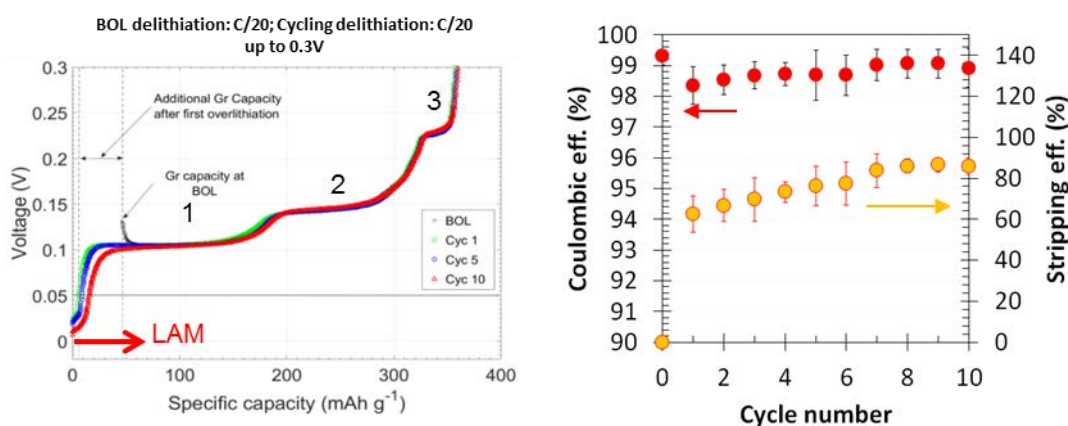 BOL delithiation: C/20; Cycling delithiation: C/20
up to 0.3V
0.3
0.25
0.2
0.15
0.1
0.05
0
Voltage (V)
Additional Gr Capacity
after first overlithiation
Gr capacity at
BOL
1
2
3
BOL
Cyc 1
Cyc 5
Cyc 10
LAM
0
100
200
300
400
Specific capacity (mAh g⁻¹)
100
99
98
97
96
95
94
93
92
91
90
Coulombic eff. (%)
140
120
100
80
60
40
20
0
Stripping eff. (%)
0
2
4
6
8
10
Cycle number